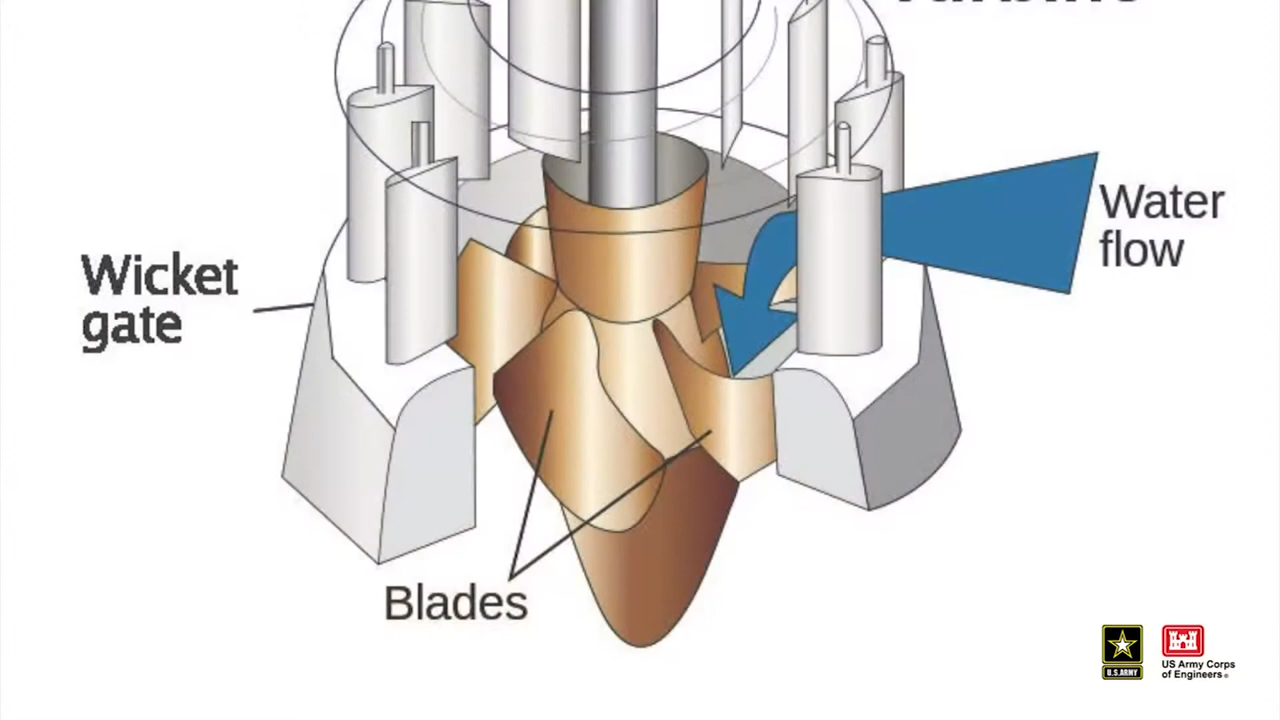 Water
flow
Wicket
gate
Blades
U.S.ARMY
US Army Corps
of Engineers®